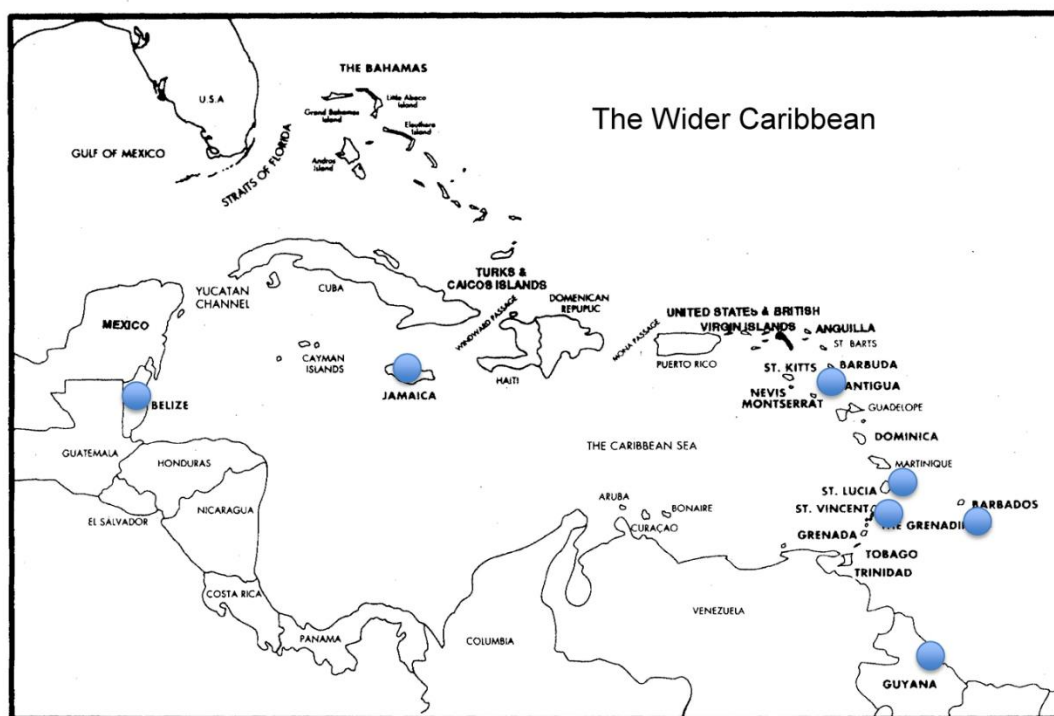 The Wider Caribbean
THE BAHAMAS
U.S.A
Little Abaco
Island
Grand Bahamas
Island
Eleuthera
Island
GULF OF MEXICO
STRAITS OF FLORIDA
Andros
Island
YUCATAN
CHANNEL
CUBA
TURKS &
CAICOS ISLANDS
WINDWARD PASSAGE
DOMENICAN
REPUPUC
MONA PASSAGE
UNITED STATES & BRITISH
VIRGIN ISLANDS
ANGUILLA
ST BARTS
MEXICO
CAYMAN
ISLANDS
JAMAICA
HAITI
PUERTO RICO
ST. KITTS
BARBUDA
NEVIS
ANTIGUA
MONTSERRAT
GUADELOPE
BELIZE
GUATEMALA
HONDURAS
THE CARIBBEAN SEA
DOMINICA
MARTINIQUE
EL SALVADOR
NICARAGUA
ARUBA
BONAIRE
CURAÇAO
ST. LUCIA
ST. VINCENT
BARBADOS
GRENADA
TOBAGO
TRINIDAD
COSTA RICA
PANAMA
COLUMBIA
VENEZUELA
GUYANA